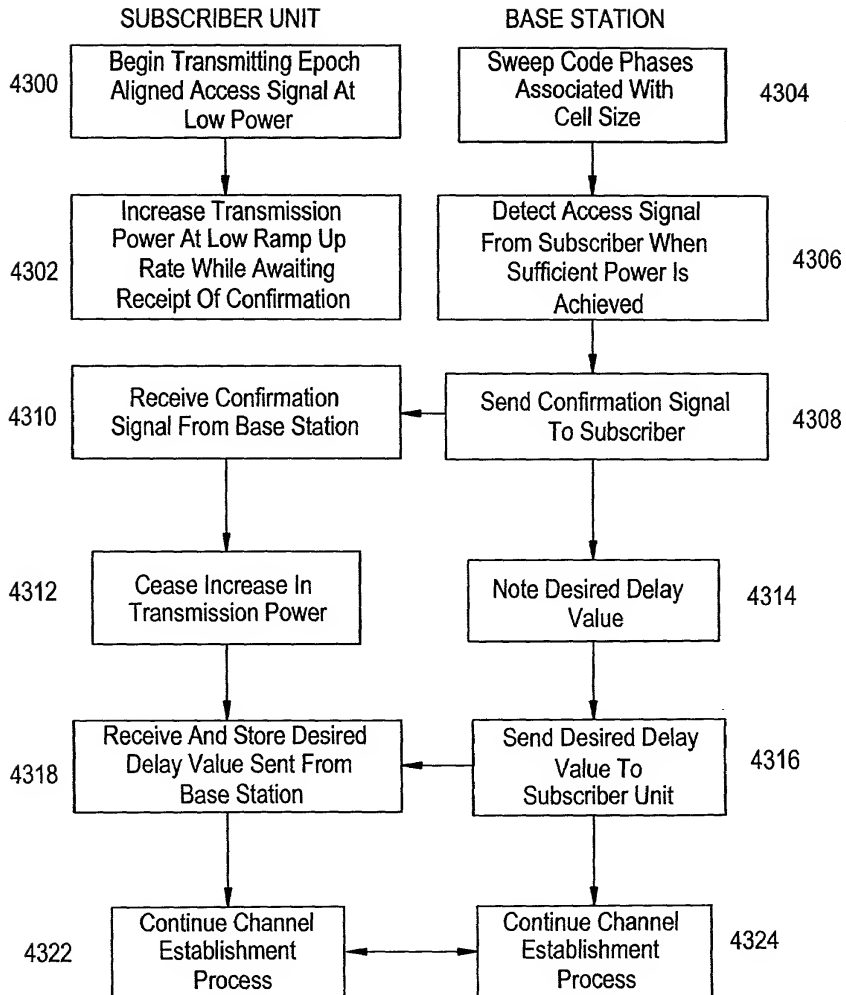 SUBSCRIBER UNIT
BASE STATION
4300
Begin Transmitting Epoch
Aligned Access Signal At
Low Power
Sweep Code Phases
Associated With
Cell Size
4304
4302
Increase Transmission
Power At Low Ramp Up
Rate While Awaiting
Receipt Of Confirmation
Detect Access Signal
From Subscriber When
Sufficient Power Is
Achieved
4306
4310
Receive Confirmation
Signal From Base Station
Send Confirmation Signal
To Subscriber
4308
4312
Cease Increase In
Transmission Power
Note Desired Delay
Value
4314
4318
Receive And Store Desired
Delay Value Sent From
Base Station
Send Desired Delay
Value To
Subscriber Unit
4316
4322
Continue Channel
Establishment
Process
Continue Channel
Establishment
Process
4324